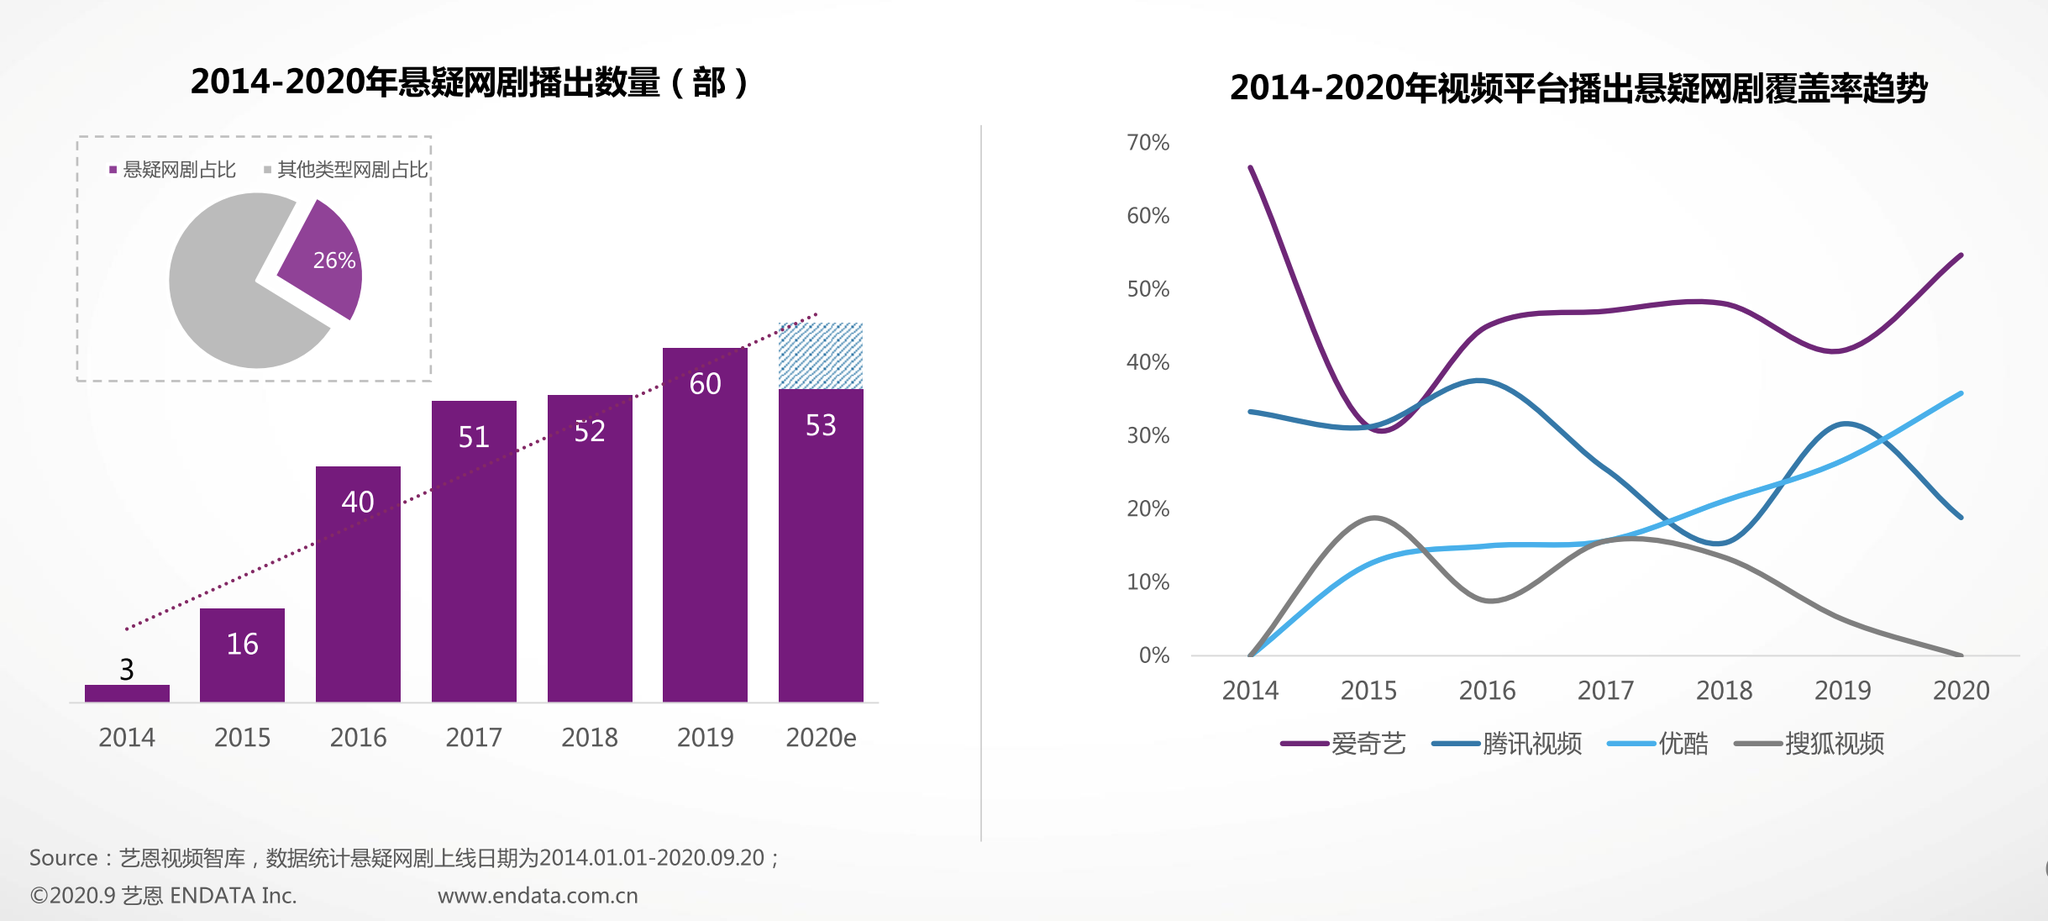 2014-2020年悬疑网剧播出数量（部）
悬疑网剧占比 其他类型网剧占比
26%
3
16
40
51
52
60
53
2014 2015 2016 2017 2018 2019 2020e
2014-2020年视频平台播出悬疑网剧覆盖率趋势
70%
60%
50%
40%
30%
20%
10%
0%
2014 2015 2016 2017 2018 2019 2020
爱奇艺 腾讯视频 优酷 搜狐视频
Source：艺恩视频智库，数据统计悬疑网剧上线日期为2014.01.01-2020.09.20；
©2020.9 艺恩 ENDATA Inc. www.endata.com.cn